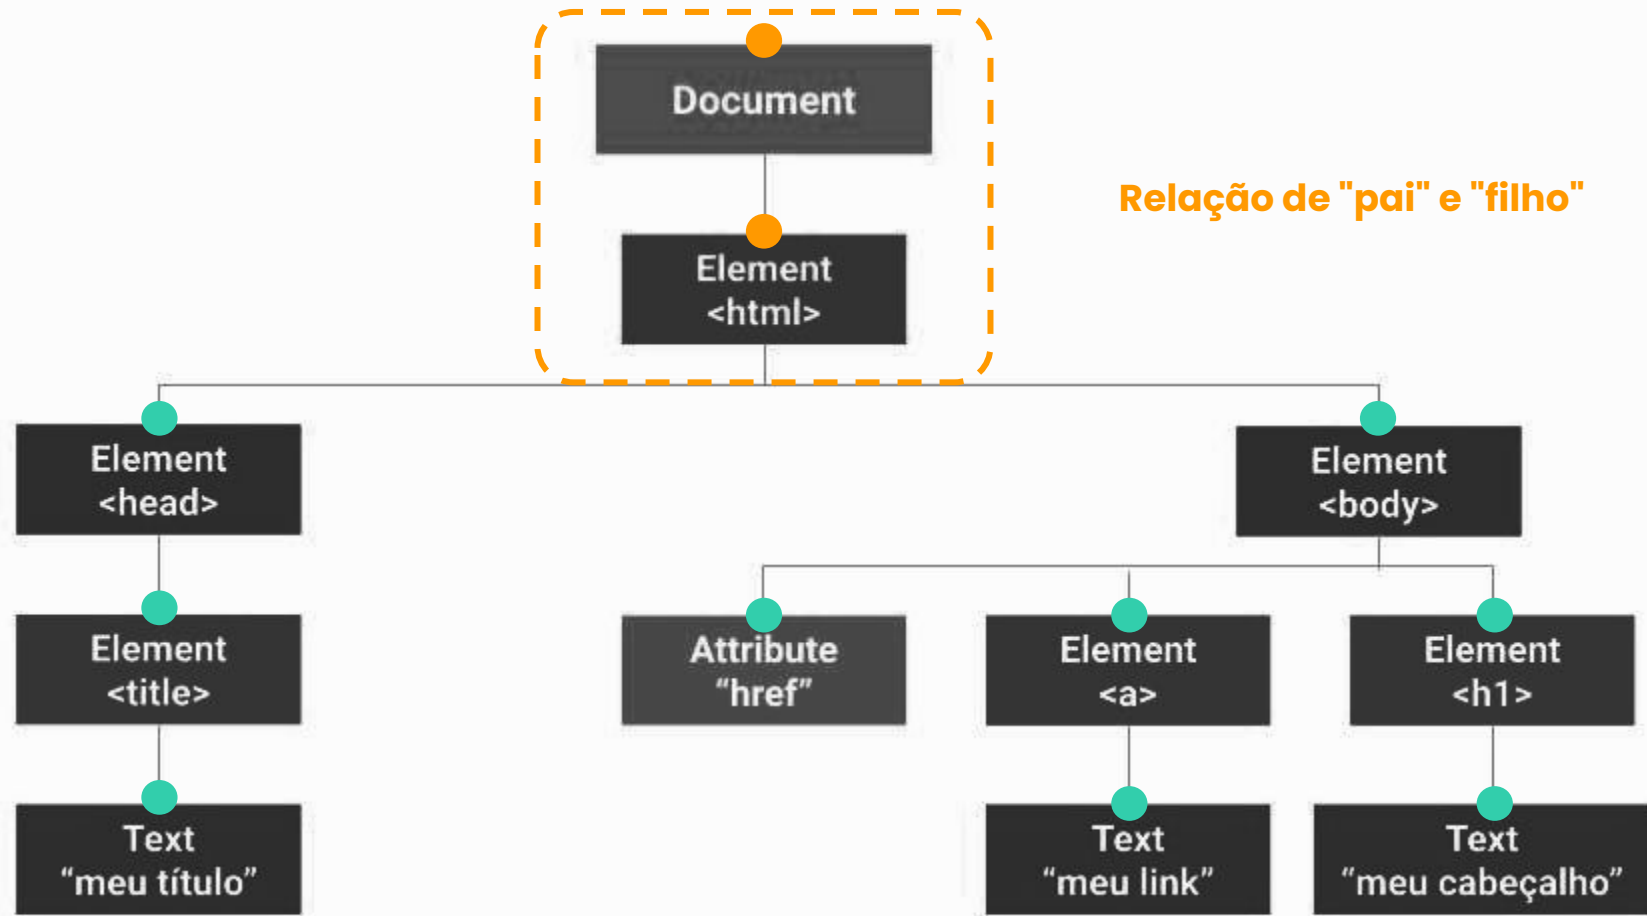 Document
Relação de "pai" e "filho"
Element
<html>
Element
<head>
Element
<body>
Element
<title>
Attribute
“href”
Element
<a>
Element
<h1>
Text
“meu título”
Text
“meu link”
Text
“meu cabeçalho”